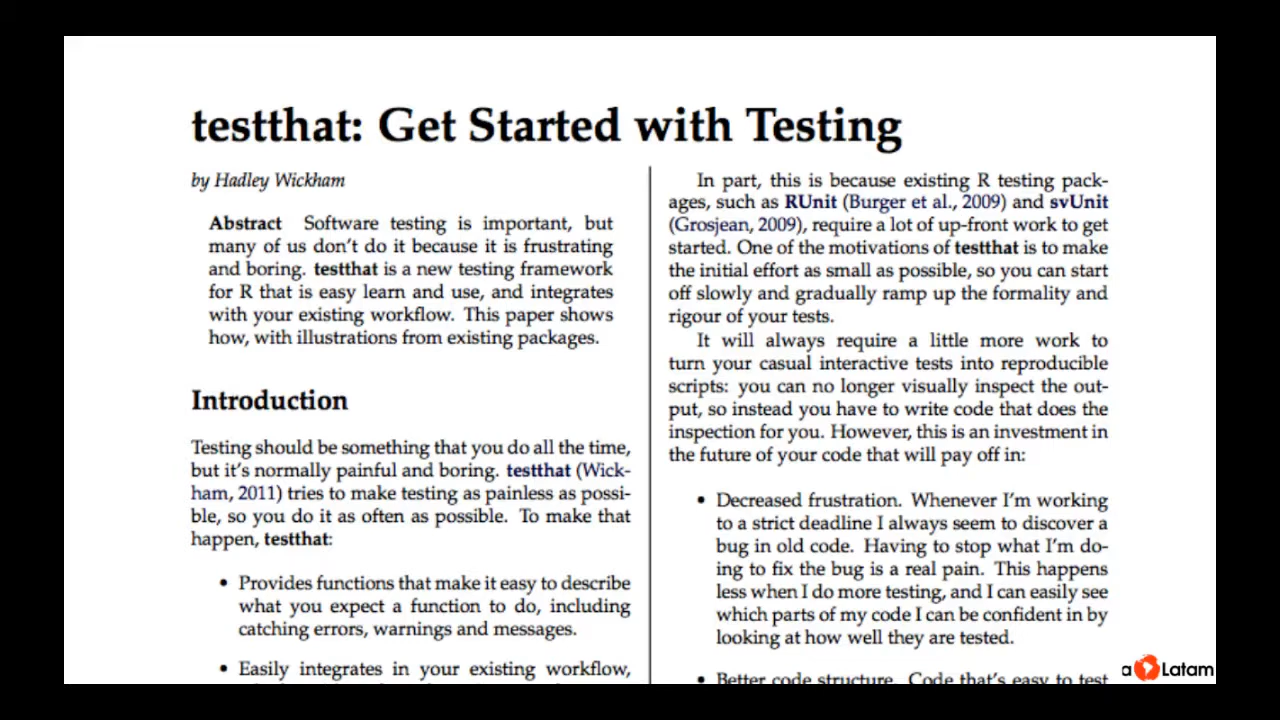 testthat: Get Started with Testing
by Hadley Wickham
Abstract Software testing is important, but
many of us don't do it because it is frustrating
and boring. testthat is a new testing framework
for R that is easy learn and use, and integrates
with your existing workflow. This paper shows
how, with illustrations from existing packages.
Introduction
Testing should be something that you do all the time,
but it's normally painful and boring. testthat (Wick-
ham, 2011) tries to make testing as painless as possi-
ble, so you do it as often as possible. To make that
happen, testthat:
• Provides functions that make it easy to describe
what you expect a function to do, including
catching errors, warnings and messages.
• Easily integrates in your existing workflow,
In part, this is because existing R testing pack-
ages, such as RUnit (Burger et al., 2009) and svUnit
(Grosjean, 2009), require a lot of up-front work to get
started. One of the motivations of testthat is to make
the initial effort as small as possible, so you can start
off slowly and gradually ramp up the formality and
rigour of your tests.
It will always require a little more work to
turn your casual interactive tests into reproducible
scripts: you can no longer visually inspect the out-
put, so instead you have to write code that does the
inspection for you. However, this is an investment in
the future of your code that will pay off in:
• Decreased frustration. Whenever I'm working
to a strict deadline I always seem to discover a
bug in old code. Having to stop what I'm do-
ing to fix the bug is a real pain. This happens
less when I do more testing, and I can easily see
which parts of my code I can be confident in by
looking at how well they are tested.
• Better code structure. Code that's easy to test
a Latam